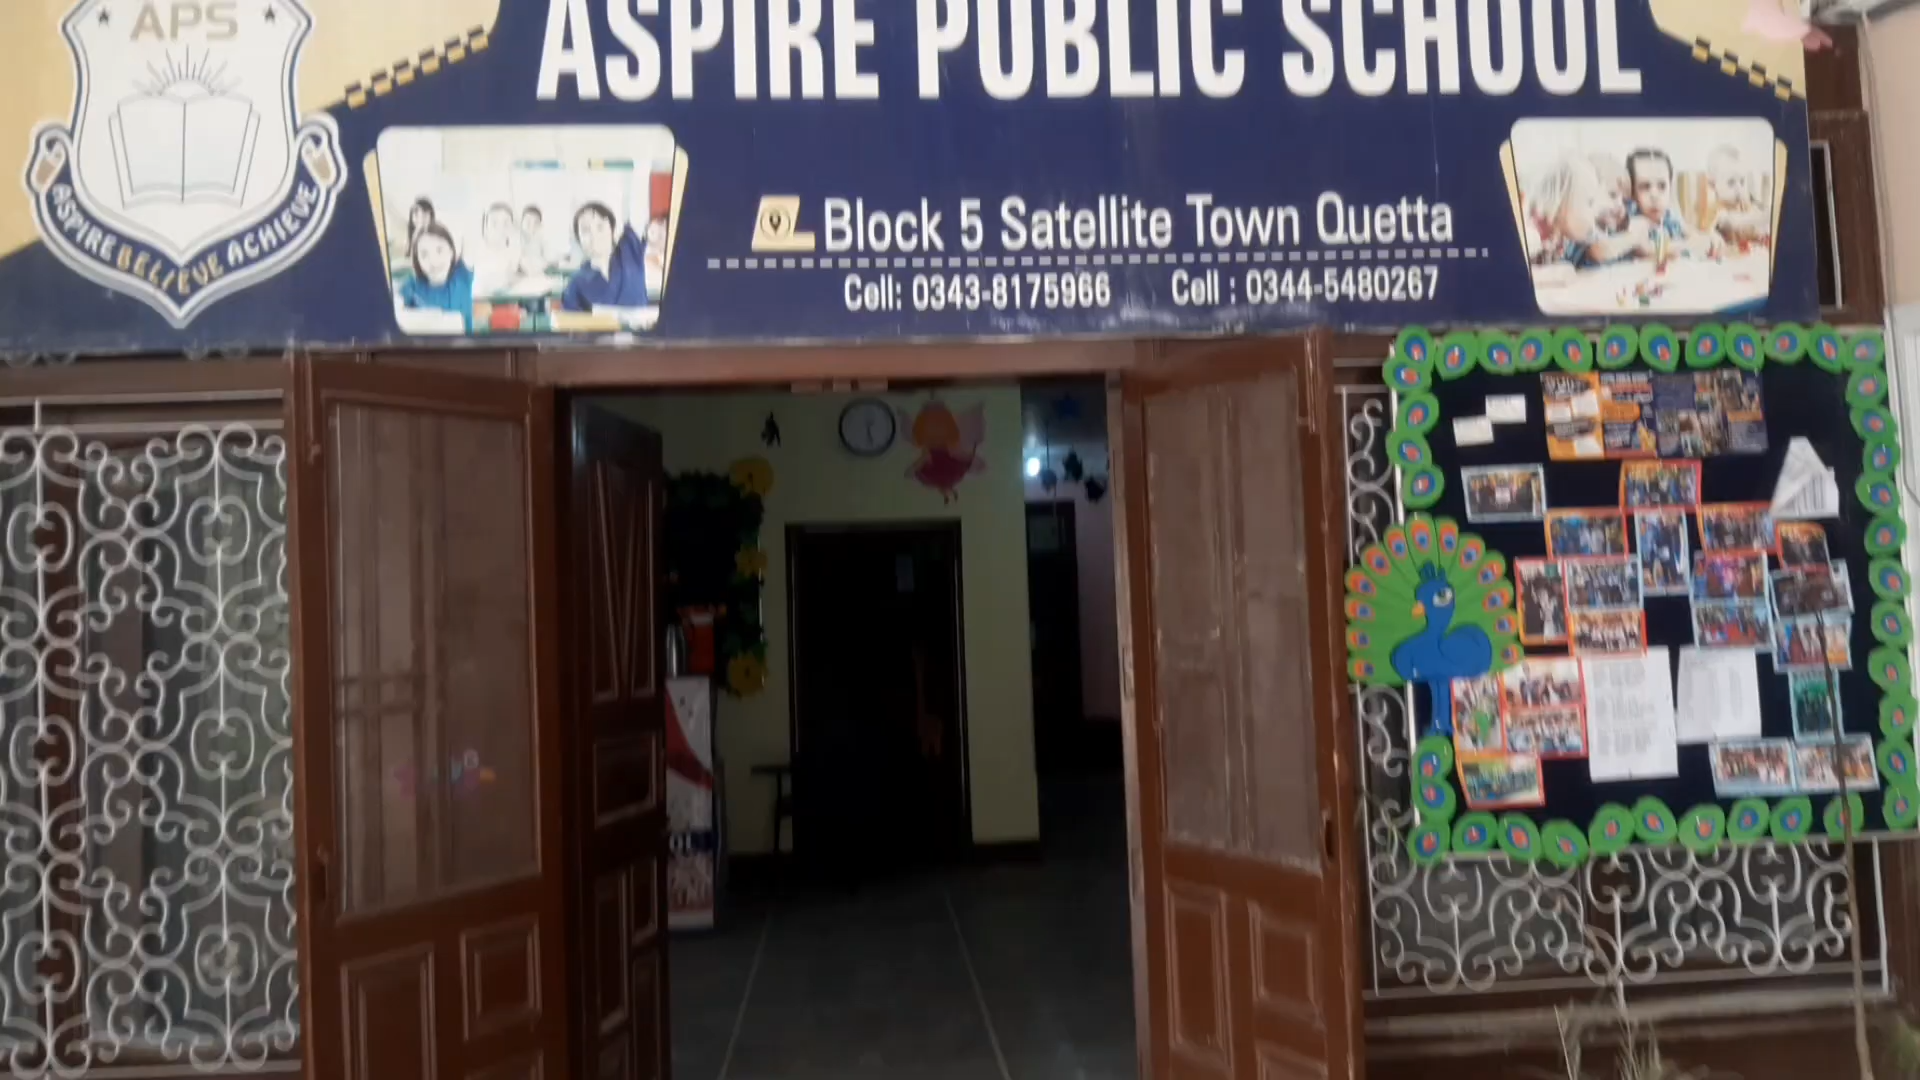 APS
ASPIRE BELIEVE ACHIEVE
ASPIRE PUBLIC SCHOOL
Block 5 Satellite Town Quetta
Cell: 0343-8175966 Cell : 0344-5480267